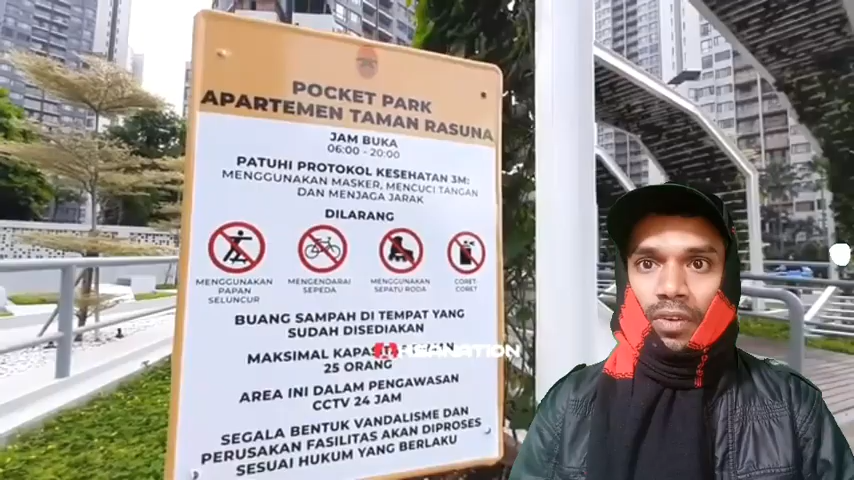 POCKET PARK
APARTEMEN TAMAN RASUNA
JAM BUKA
06:00 - 20:00
PATUHI PROTOKOL KESEHATAN 3M:
MENGGUNAKAN MASKER, MENCUCI TANGAN
DAN MENJAGA JARAK
DILARANG
MENGGUNAKAN
PAPAN
SELUNCUR
MENGENDARAI
SEPEDA
MENGGUNAKAN
SEPATU RODA
CORET
CORET
BUANG SAMPAH DI TEMPAT YANG
SUDAH DISEDIAKAN
MAKSIMAL
25 ORANG
AREA INI DALAM PENGAWASAN
CCTV 24 JAM
SEGALA BENTUK VANDALISME DAN
PERUSAKAN FASILITAS AKAN DIPROSES
SESUAI HUKUM YANG BERLAKU